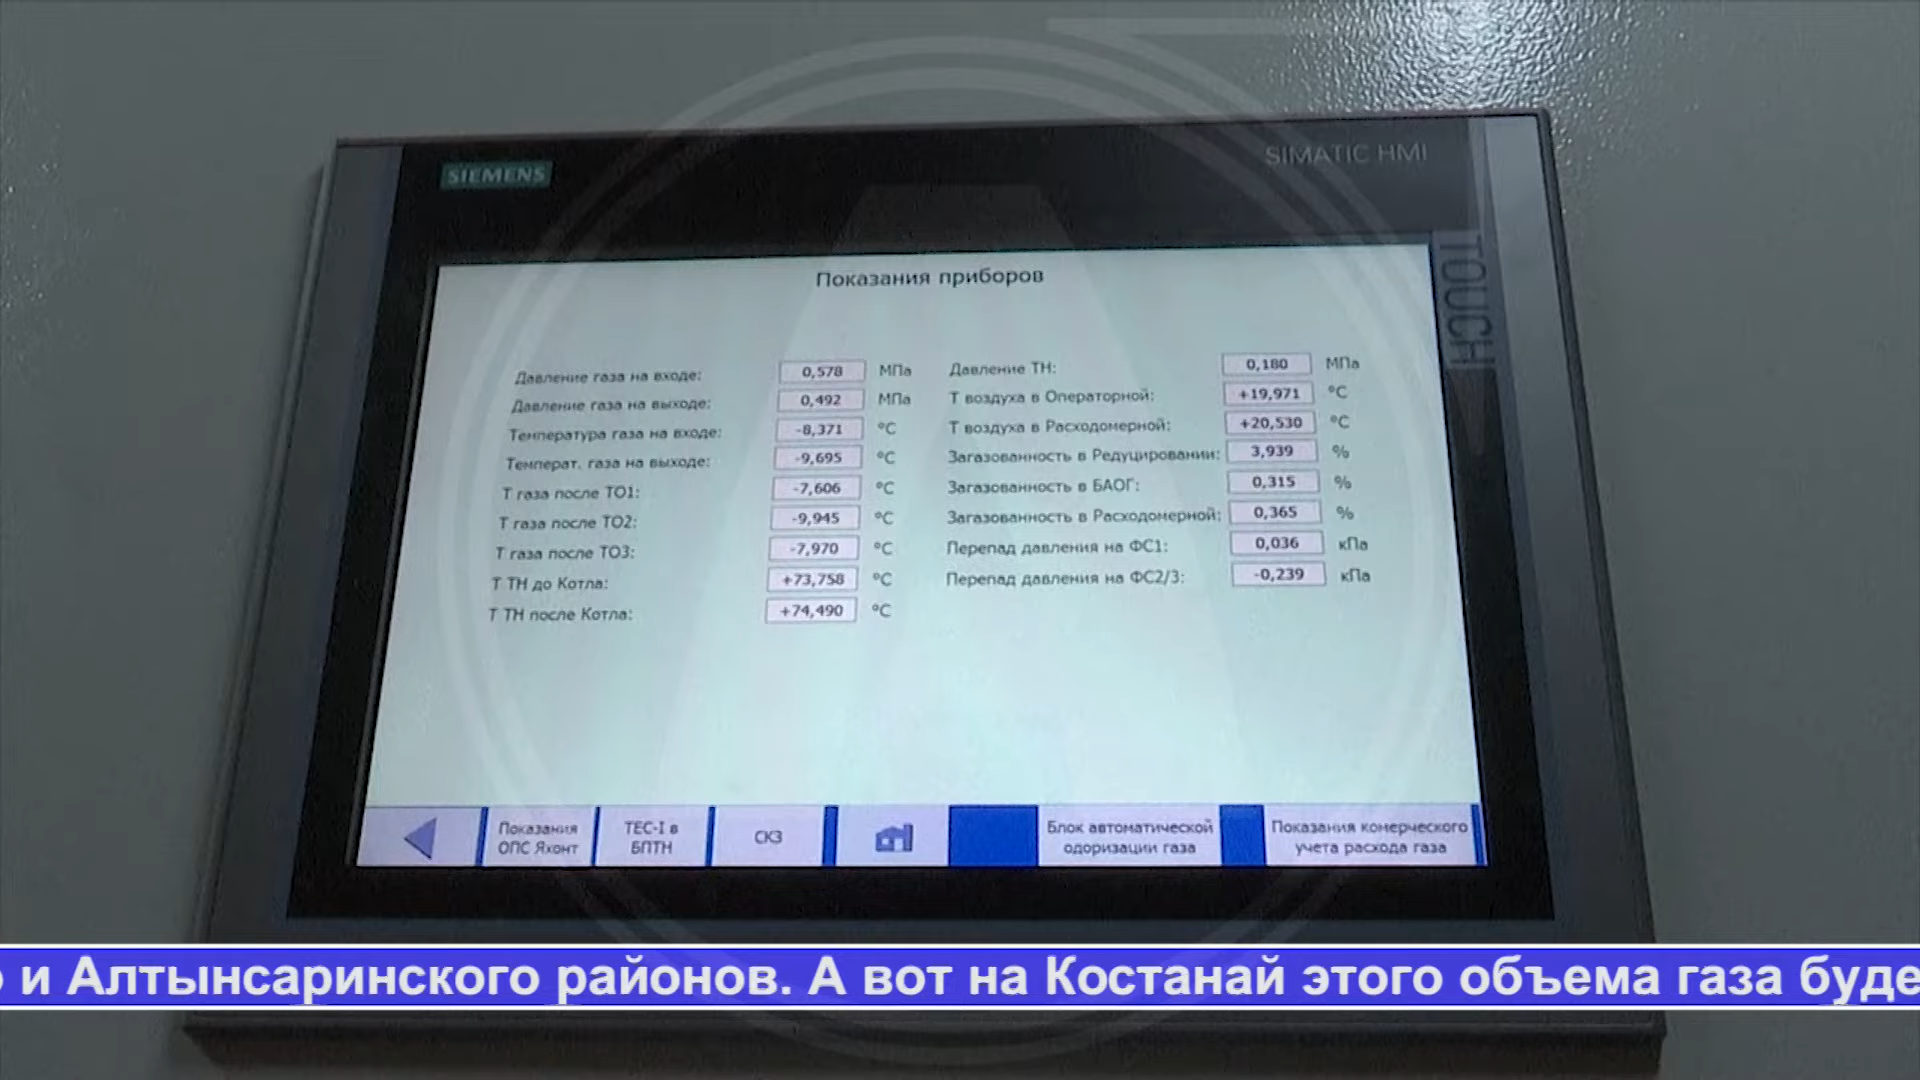 SIEMENS
SIMATIC HMI
TOUCH
Показания приборов
Давление газа на входе: 0,578 МПа
Давление газа на выходе: 0,492 МПа
Температура газа на входе: -8,371 °C
Температ. газа на выходе: -9,695 °C
Т газа после ТО1: -7,606 °C
Т газа после ТО2: -9,945 °C
Т газа после ТО3: -7,970 °C
Т ТН до Котла: +73,758 °C
Т ТН после Котла: +74,490 °C
Давление ТН: 0,180 МПа
Т воздуха в Операторной: +19,971 °C
Т воздуха в Расходомерной: +20,530 °C
Загазованность в Редуцировании: 3,939 %
Загазованность в БАОГ: 0,315 %
Загазованность в Расходомерной: 0,365 %
Перепад давления на ФС1: 0,036 кПа
Перепад давления на ФС2/3: -0,239 кПа
Показания
ОПС Яхонт
ТЕС-I в
БПТН
СКЗ
Блок автоматической
одоризации газа
Показания комерческого
учета расхода газа
и Алтынсаринского районов. А вот на Костанай этого объема газа буде